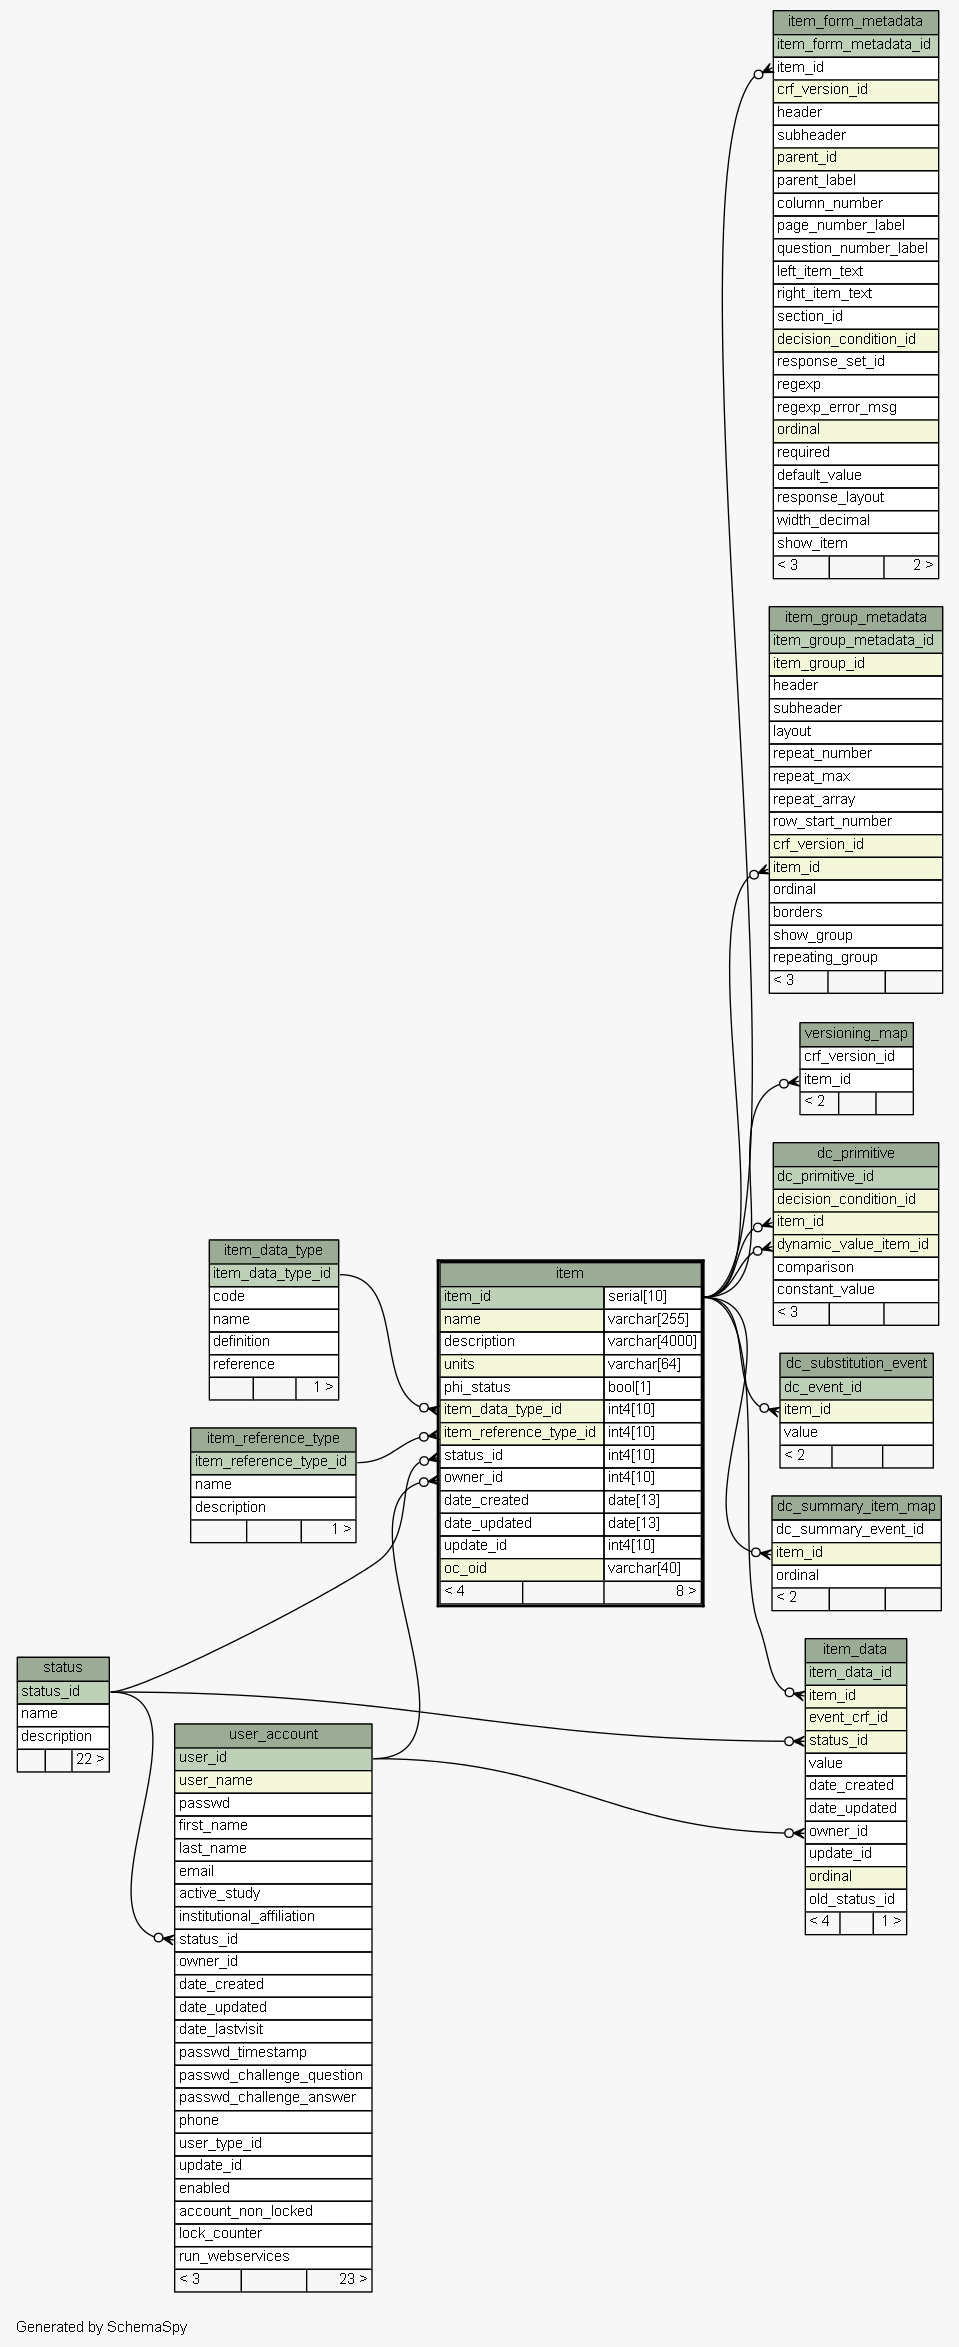 item_form_metadata
item_form_metadata_id
item_id
crf_version_id
header
subheader
parent_id
parent_label
column_number
page_number_label
question_number_label
left_item_text
right_item_text
section_id
decision_condition_id
response_set_id
regexp
regexp_error_msg
ordinal
required
default_value
response_layout
width_decimal
show_item
< 3 2 >
item_group_metadata
item_group_metadata_id
item_group_id
header
subheader
layout
repeat_number
repeat_max
repeat_array
row_start_number
crf_version_id
item_id
ordinal
borders
show_group
repeating_group
< 3
versioning_map
crf_version_id
item_id
< 2
dc_primitive
dc_primitive_id
decision_condition_id
item_id
dynamic_value_item_id
comparison
constant_value
< 3
item_data_type
item_data_type_id
code
name
definition
reference
1 >
item
item_id serial[10]
name varchar[255]
description varchar[4000]
units varchar[64]
phi_status bool[1]
item_data_type_id int4[10]
item_reference_type_id int4[10]
status_id int4[10]
owner_id int4[10]
date_created date[13]
date_updated date[13]
update_id int4[10]
oc_oid varchar[40]
< 4 8 >
dc_substitution_event
dc_event_id
item_id
value
< 2
item_reference_type
item_reference_type_id
name
description
1 >
dc_summary_item_map
dc_summary_event_id
item_id
ordinal
< 2
item_data
item_data_id
item_id
event_crf_id
status_id
value
date_created
date_updated
owner_id
update_id
ordinal
old_status_id
< 4 1 >
status
status_id
name
description
22 >
user_account
user_id
user_name
passwd
first_name
last_name
email
active_study
institutional_affiliation
status_id
owner_id
date_created
date_updated
date_lastvisit
passwd_timestamp
passwd_challenge_question
passwd_challenge_answer
phone
user_type_id
update_id
enabled
account_non_locked
lock_counter
run_webservices
< 3 23 >
Generated by SchemaSpy